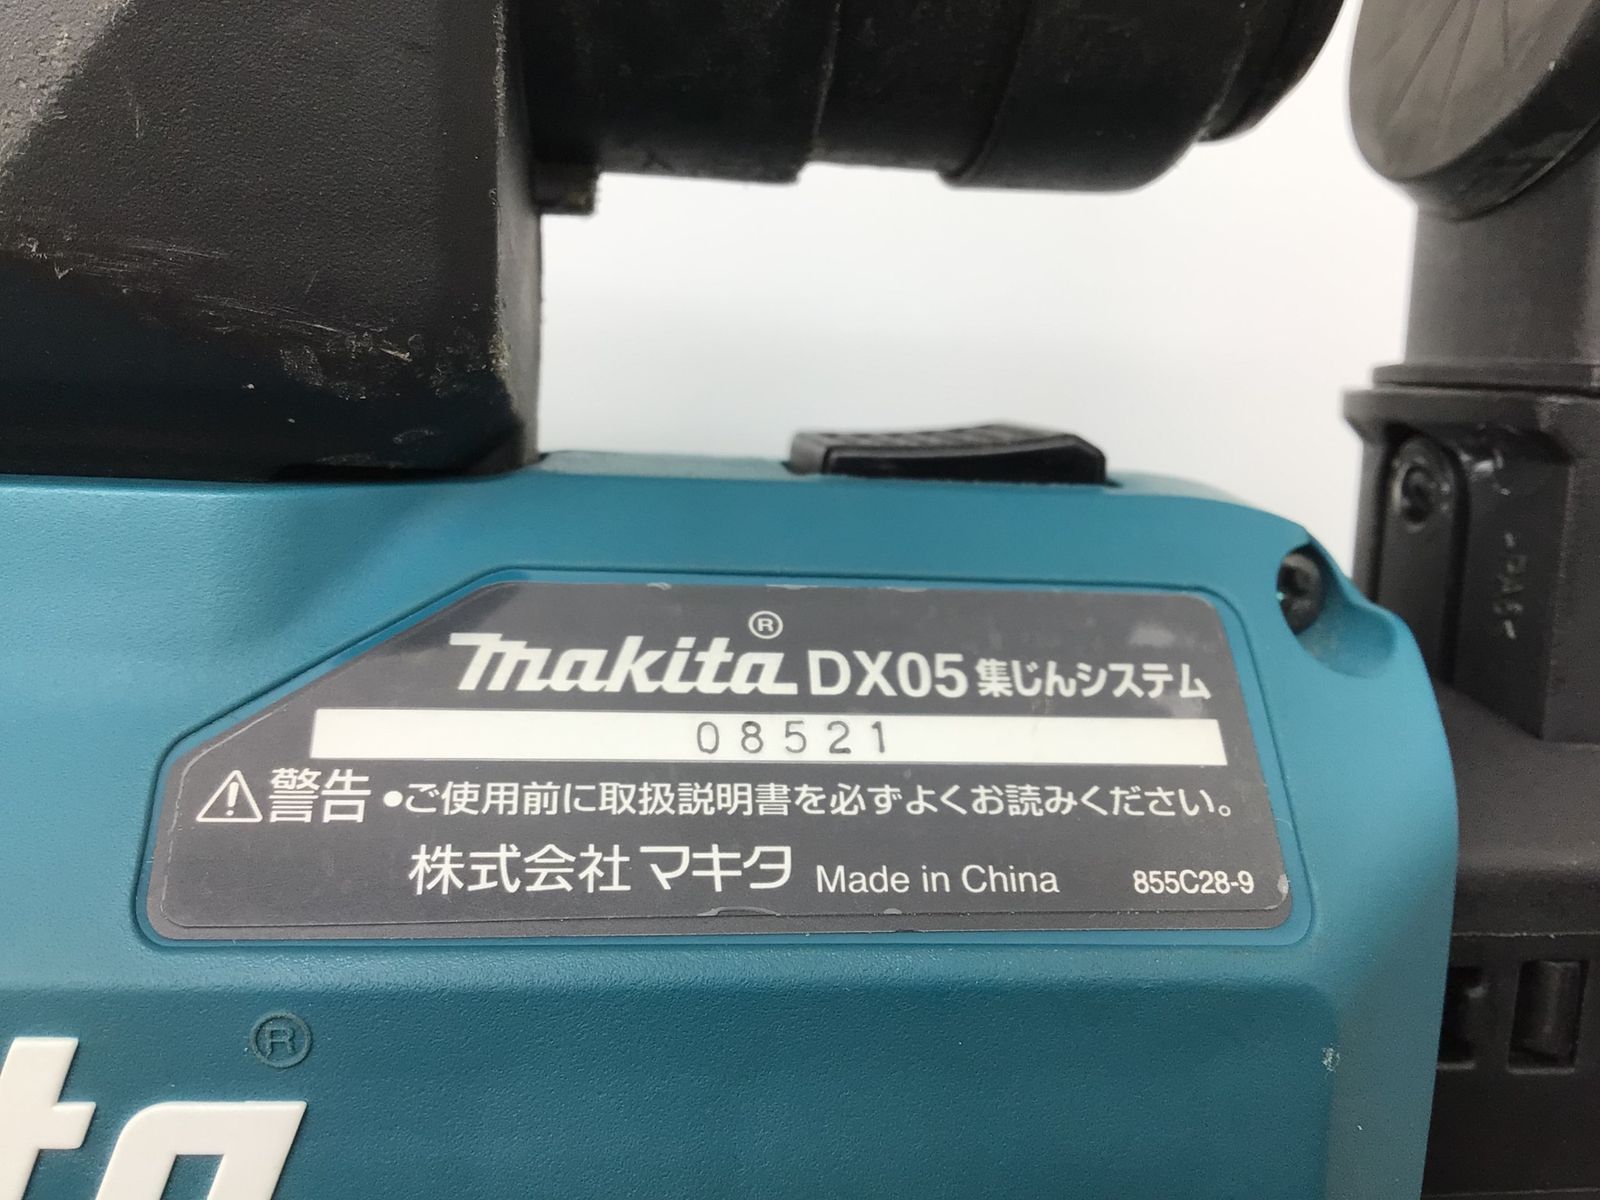 makita® DX05 集じんシステム
08521
⚠警告 ●ご使用前に取扱説明書を必ずよくお読みください。
株式会社マキタ Made in China 855C28-9
®
ta